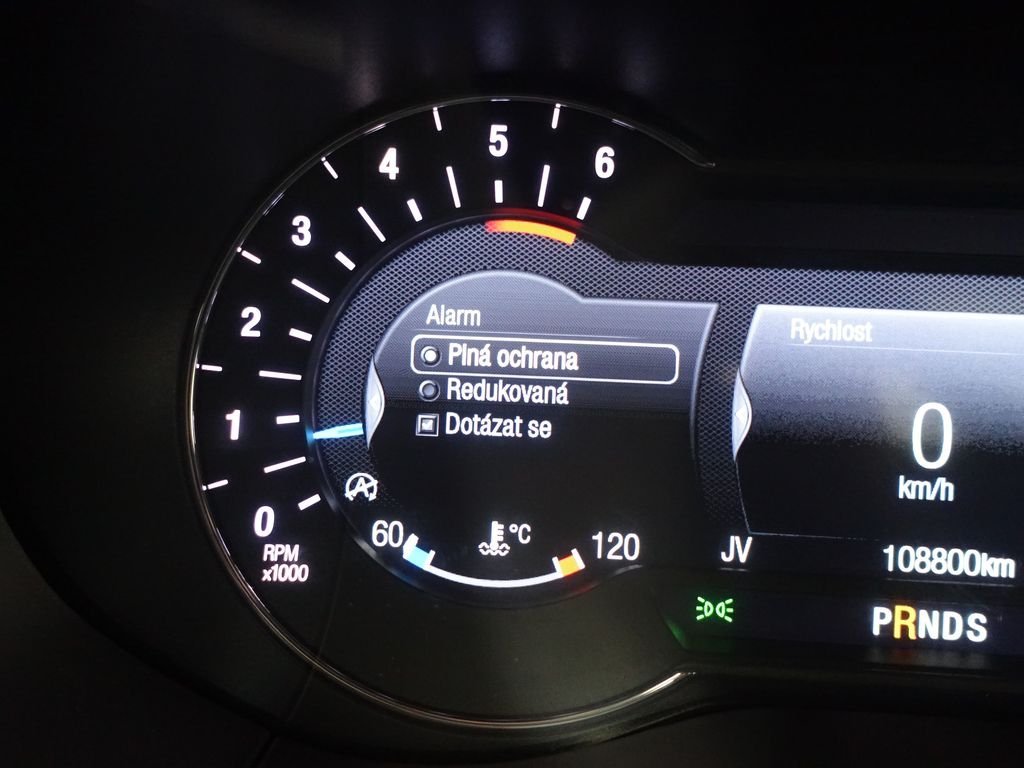 6
5
4
3
2
1
0
RPM
x1000
Alarm
Plná ochrana
Redukovaná
Dotázat se
60
°C
120
Rychlost
0
km/h
JV
108800km
PRNDS